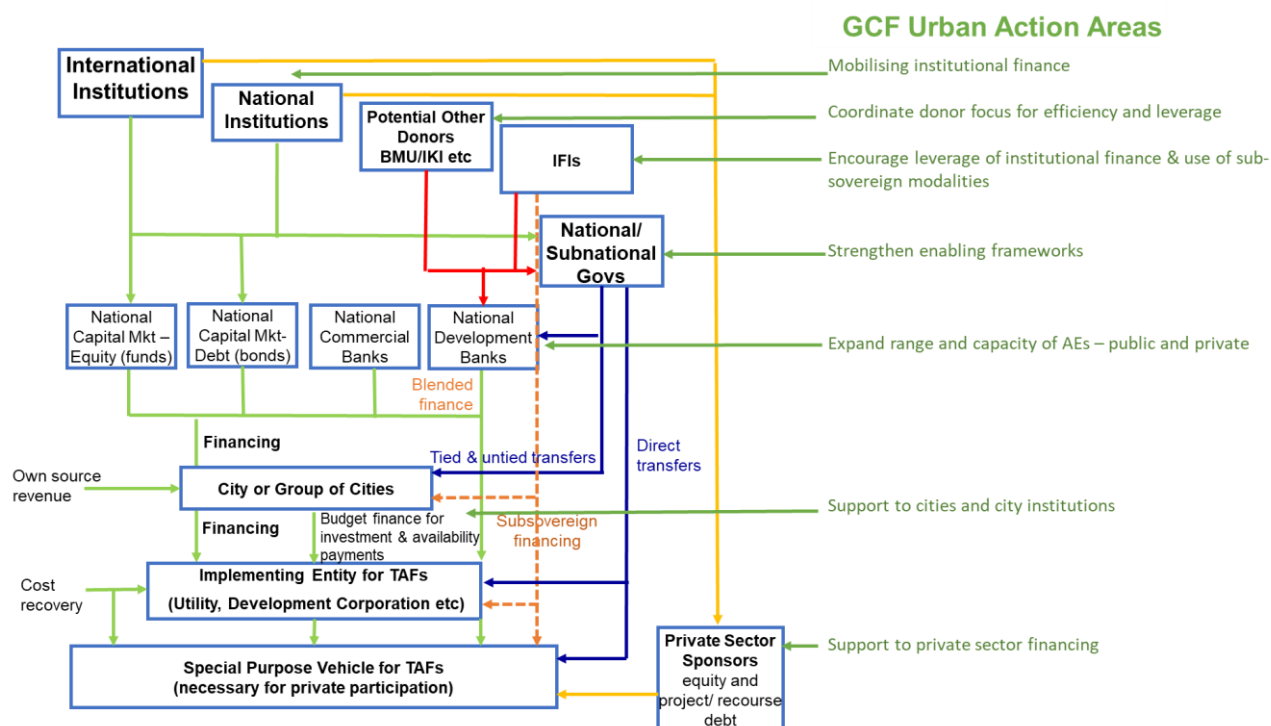 GCF Urban Action Areas
International
Institutions
National
Institutions
Potential Other
Donors
BMU/IKI etc
IFIs
Mobilising institutional finance
Coordinate donor focus for efficiency and leverage
Encourage leverage of institutional finance & use of sub-
sovereign modalities
National/
Subnational
Govs
Strengthen enabling frameworks
National
Capital Mkt –
Equity (funds)
National
Capital Mkt-
Debt (bonds)
National
Commercial
Banks
National
Development
Banks
Expand range and capacity of AEs – public and private
Blended
finance
Financing
Tied & untied transfers
Direct
transfers
Own source
revenue
City or Group of Cities
Financing
Budget finance for
investment & availability
payments
Subsovereign
financing
Support to cities and city institutions
Cost
recovery
Implementing Entity for TAFs
(Utility, Development Corporation etc)
Special Purpose Vehicle for TAFs
(necessary for private participation)
Private Sector
Sponsors
equity and
project/ recourse
debt
Support to private sector financing